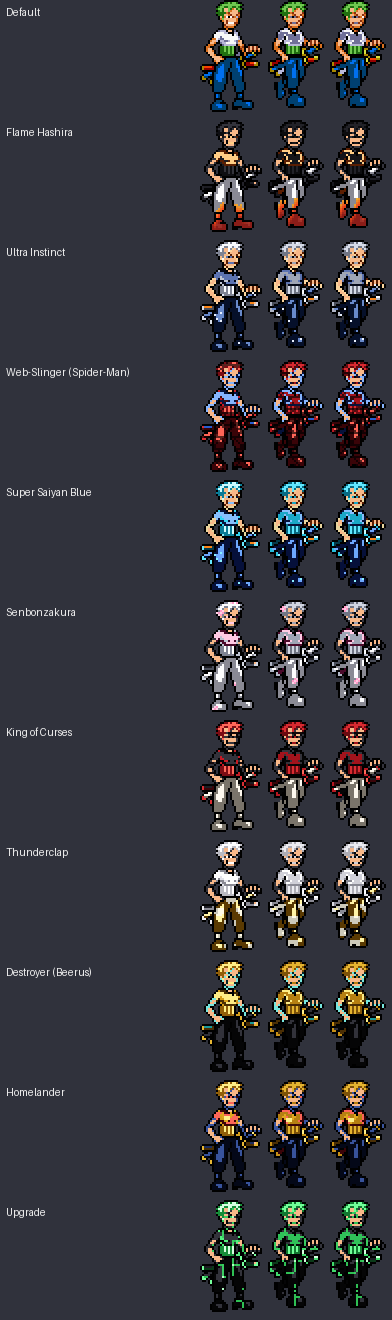 Default
Flame Hashira
Ultra Instinct
Web-Slinger (Spider-Man)
Super Saiyan Blue
Senbonzakura
King of Curses
Thunderclap
Destroyer (Beerus)
Homelander
Upgrade